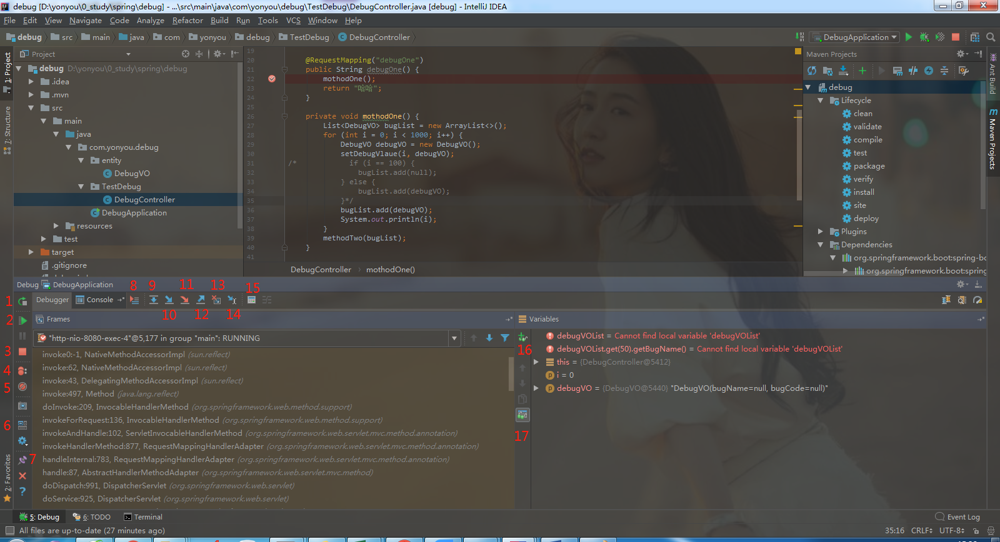 debug [D:\yonyou\0_study\spring\debug] - ...\src\main\java\com\yonyou\debug\TestDebug\DebugController.java [debug] - IntelliJ IDEA
File Edit View Navigate Code Analyze Refactor Build Run Tools VCS Window Help
debug src main java com yonyou debug TestDebug DebugController
DebugApplication
1: Project
7: Structure
2: Favorites
Project
debug D:\yonyou\0_study\spring\debug
.idea
.mvn
src
main
java
com.yonyou.debug
entity
DebugVO
TestDebug
DebugController
DebugApplication
resources
test
target
.gitignore
19
20 @RequestMapping("debugOne")
21 public String debugOne() {
22 mothodOne();
23 return "哈哈";
24 }
25
26 private void mothodOne() {
27 List<DebugVO> bugList = new ArrayList<>();
28 for (int i = 0; i < 1000; i++) {
29 DebugVO debugVO = new DebugVO();
30 setDebugVlaue(i, debugVO);
31 /* if (i == 100) {
32 bugList.add(null);
33 } else {
34 bugList.add(debugVO);
35 }*/
36 bugList.add(debugVO);
37 System.out.println(i);
38 }
39 methodTwo(bugList);
40 }
41
DebugController › mothodOne()
Maven Projects
debug
Lifecycle
clean
validate
compile
test
package
verify
install
site
deploy
Plugins
Dependencies
org.springframework.boot:spring-bo
org.springframework.boot:spring
Ant Build
Maven Projects
Debug DebugApplication
8 9 11 13 15
1 Debugger Console
10 12 14
2 Frames
"http-nio-8080-exec-4"@5,177 in group "main": RUNNING
3
4
5
6
7
invoke0:-1, NativeMethodAccessorImpl (sun.reflect)
invoke:62, NativeMethodAccessorImpl (sun.reflect)
invoke:43, DelegatingMethodAccessorImpl (sun.reflect)
invoke:497, Method (java.lang.reflect)
doInvoke:209, InvocableHandlerMethod (org.springframework.web.method.support)
invokeForRequest:136, InvocableHandlerMethod (org.springframework.web.method.support)
invokeAndHandle:102, ServletInvocableHandlerMethod (org.springframework.web.servlet.mvc.method.annotation)
invokeHandlerMethod:877, RequestMappingHandlerAdapter (org.springframework.web.servlet.mvc.method.annotation)
handleInternal:783, RequestMappingHandlerAdapter (org.springframework.web.servlet.mvc.method.annotation)
handle:87, AbstractHandlerMethodAdapter (org.springframework.web.servlet.mvc.method)
doDispatch:991, DispatcherServlet (org.springframework.web.servlet)
doService:925, DispatcherServlet (org.springframework.web.servlet)
Variables
16
17
debugVOList = Cannot find local variable 'debugVOList'
debugVOList.get(50).getBugName() = Cannot find local variable 'debugVOList'
this = {DebugController@5412}
i = 0
debugVO = {DebugVO@5440} "DebugVO(bugName=null, bugCode=null)"
5: Debug 6: TODO Terminal Event Log
All files are up-to-date (27 minutes ago) 35:16 CRLF UTF-8